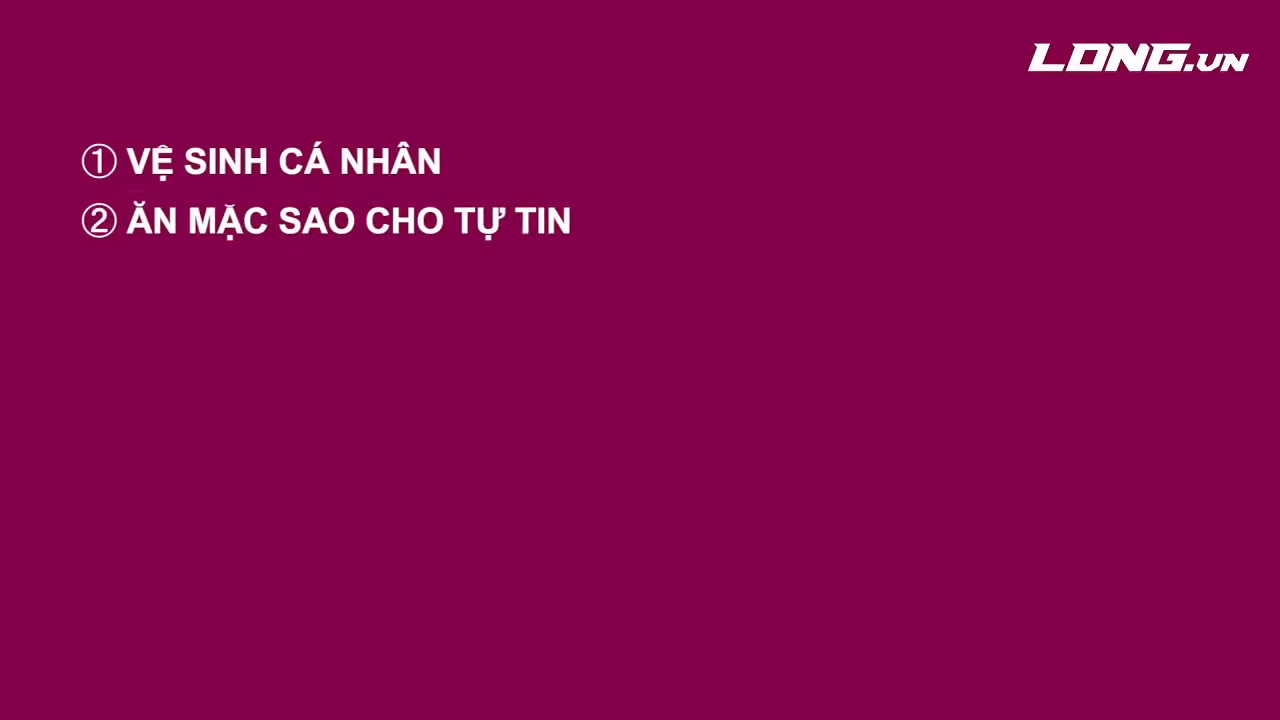 LONG.VN
① VỆ SINH CÁ NHÂN
② ĂN MẶC SAO CHO TỰ TIN